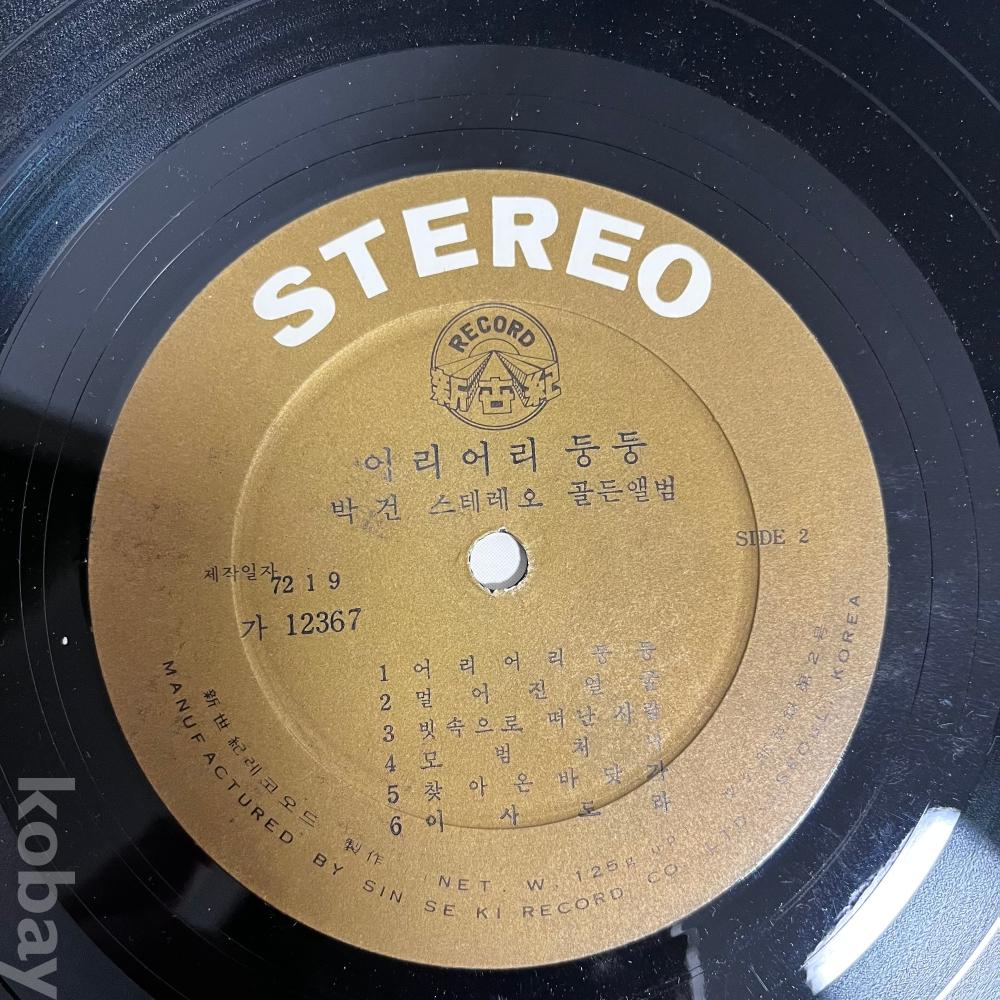 STEREO
RECORD
新世紀
어리어리 둥둥
박 건 스테레오 골든앨범
SIDE 2
제작일자 72 1 9
가 12367
1 어리어리둥둥
2 멀어진얼굴
3 빗속으로 떠난사람
4 모범처녀
5 찾아온바닷가
6 이사도라
新世紀레코오드 製作
NET. W. 125g UP
MANUFACTURED BY SIN SE KI RECORD CO. LTD. SEOUL, KOREA
kobay